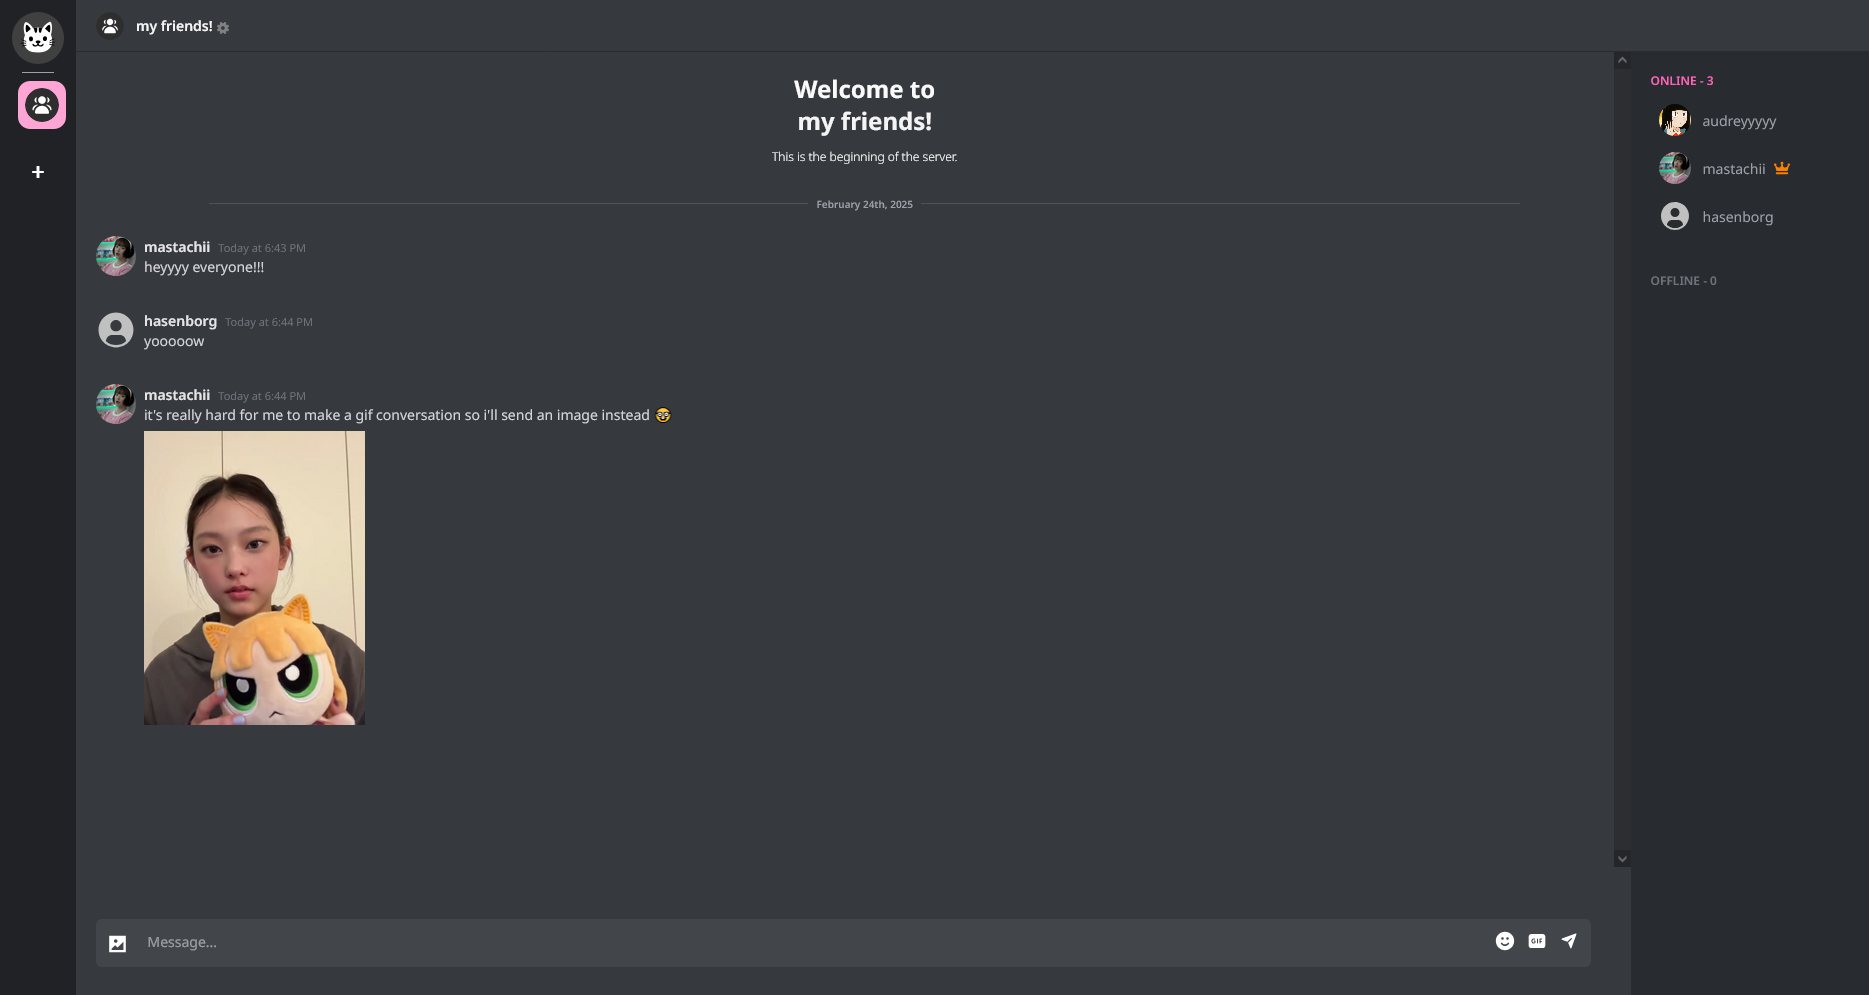 my friends!
Welcome to
my friends!
This is the beginning of the server.
February 24th, 2025
mastachii Today at 6:43 PM
heyyyy everyone!!!
hasenborg Today at 6:44 PM
yooooow
mastachii Today at 6:44 PM
it's really hard for me to make a gif conversation so i'll send an image instead 🤓
Message...
GIF
ONLINE - 3
audreyyyyy
mastachii
hasenborg
OFFLINE - 0